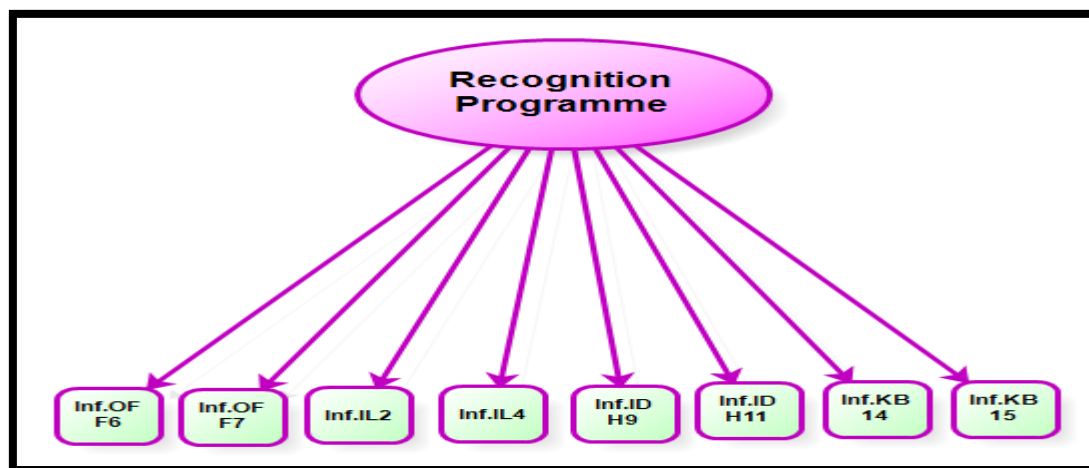 Recognition
Programme
Inf.OF
F6
Inf.OF
F7
Inf.IL2
Inf.IL4
Inf.ID
H9
Inf.ID
H11
Inf.KB
14
Inf.KB
15